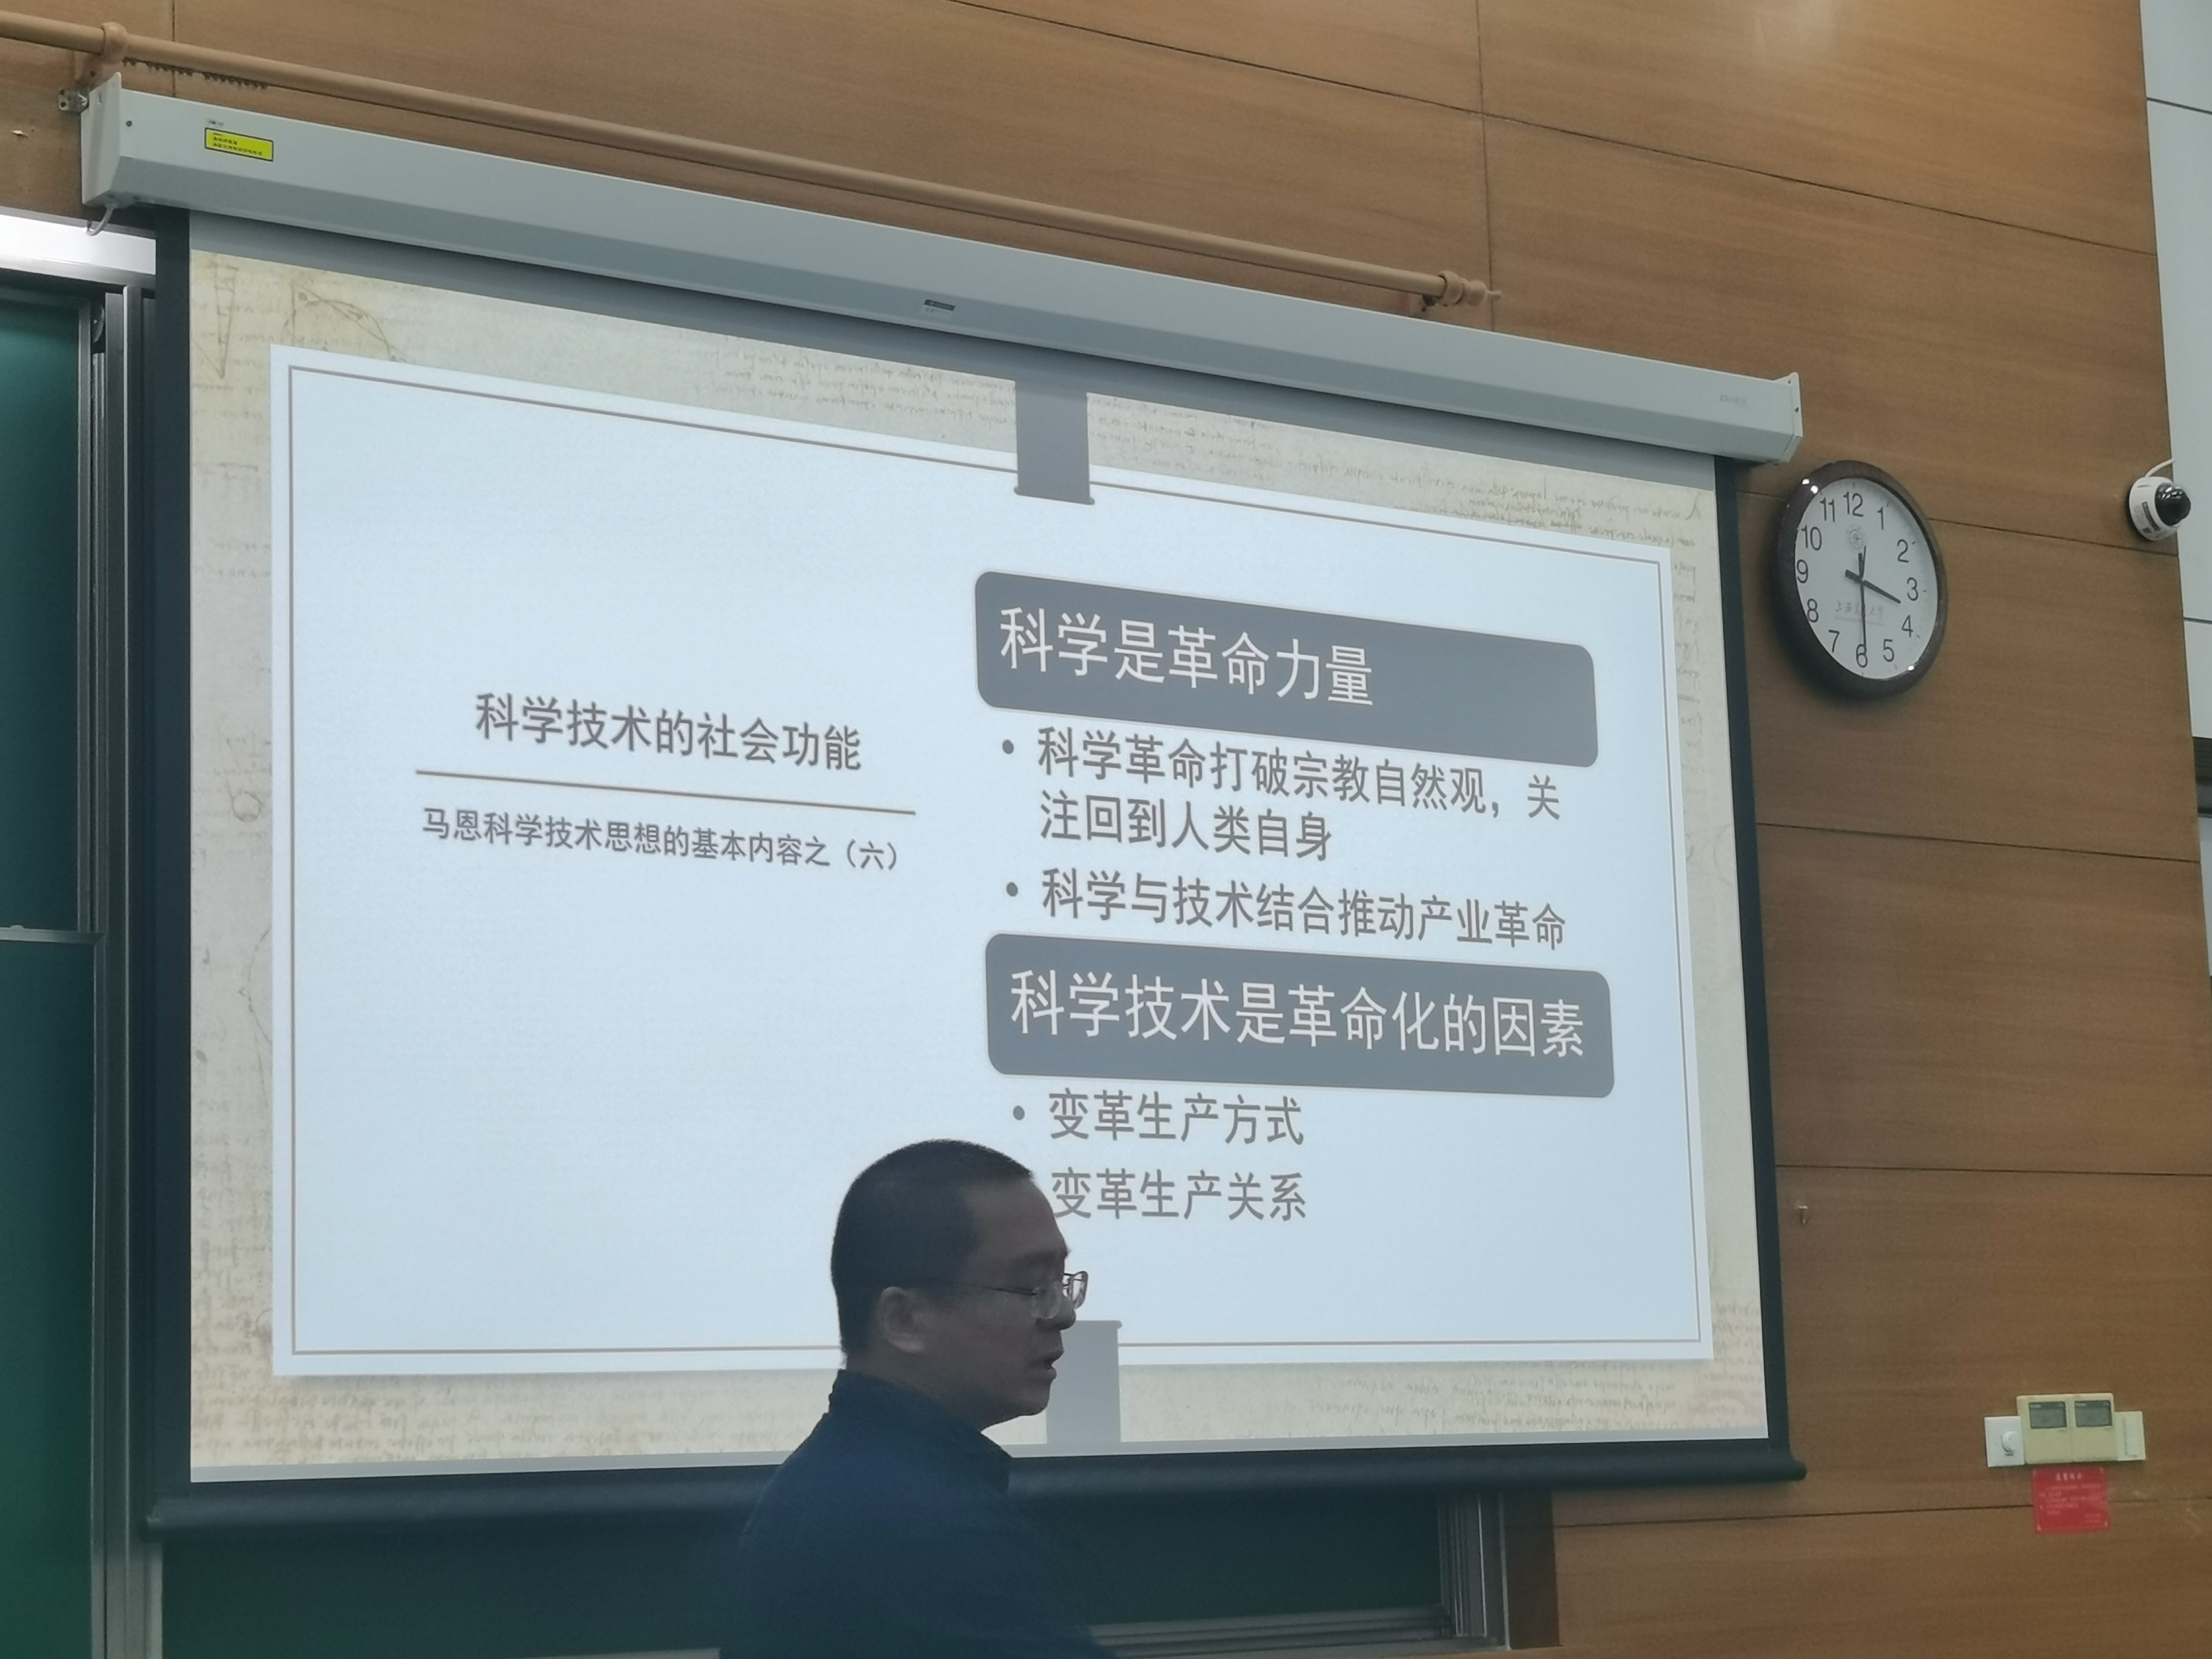 科学技术的社会功能
马恩科学技术思想的基本内容之（六）
科学是革命力量
• 科学革命打破宗教自然观，关
注回到人类自身
• 科学与技术结合推动产业革命
科学技术是革命化的因素
• 变革生产方式
变革生产关系
12
1
2
3
4
5
6
7
8
9
10
11